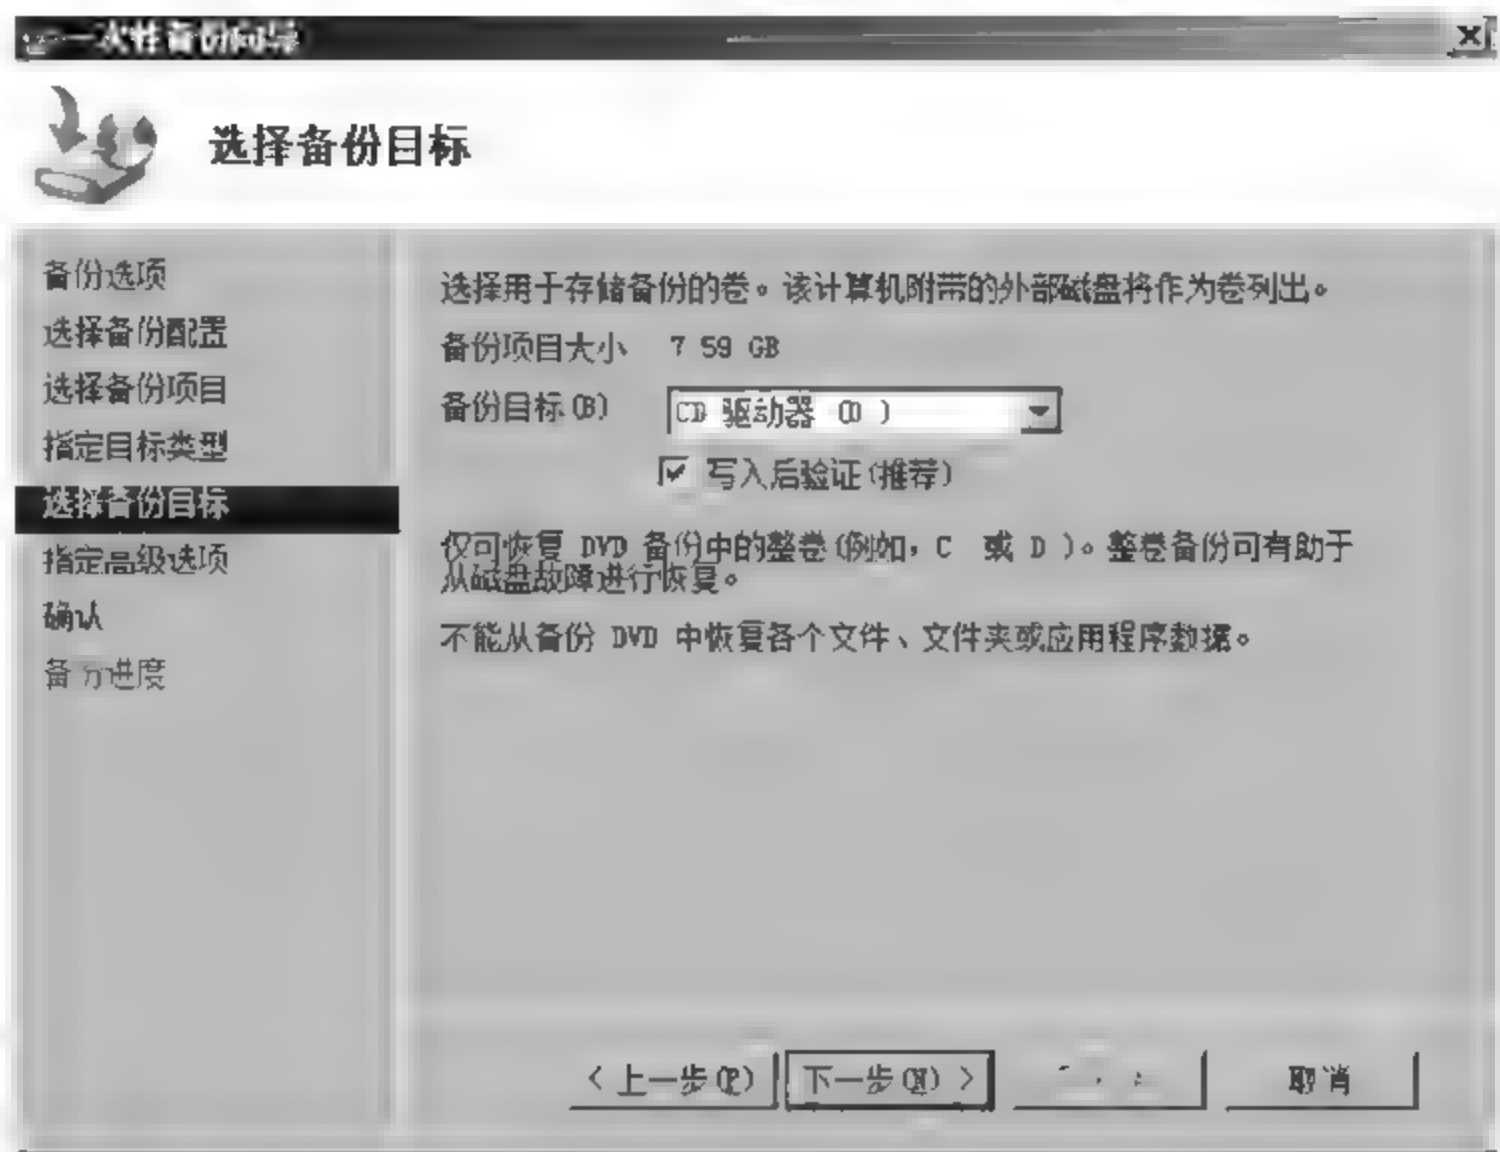 一次性备份向导
选择备份目标
备份选项
选择备份配置
选择备份项目
指定目标类型
选择备份目标
指定高级选项
确认
备份进度
选择用于存储备份的卷。该计算机附带的外部磁盘将作为卷列出。
备份项目大小 7 59 GB
备份目标(B) CD 驱动器 (D )
写入后验证(推荐)
仅可恢复 DVD 备份中的整卷(例如, C 或 D )。整卷备份可有助于
从磁盘故障进行恢复。
不能从备份 DVD 中恢复各个文件、文件夹或应用程序数据。
< 上一步(P) 下一步(N) > 取消